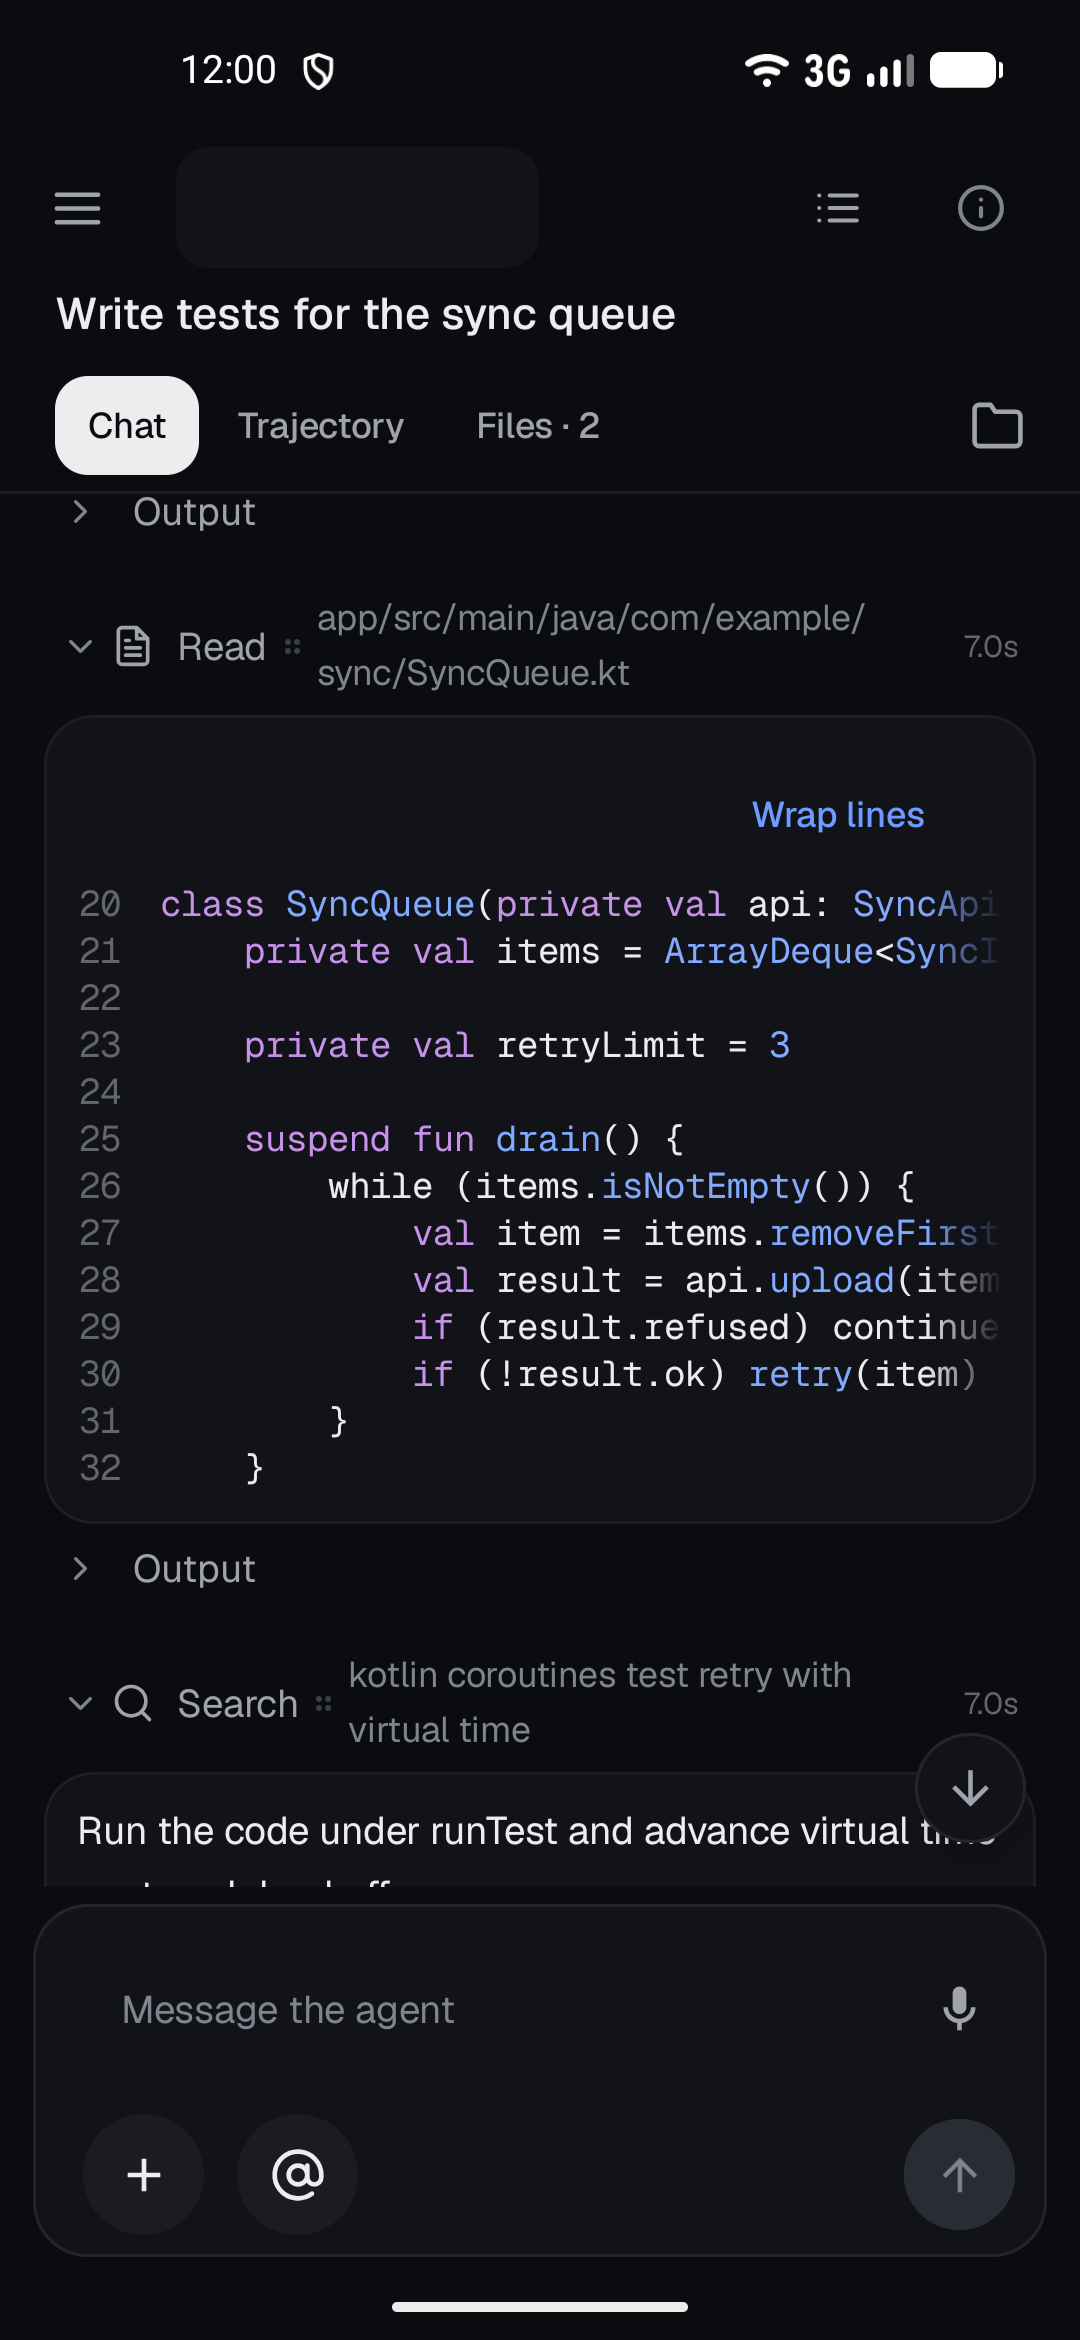 12:00
3G
Write tests for the sync queue
Chat
Trajectory
Files · 2
Output
Read
app/src/main/java/com/example/
sync/SyncQueue.kt
7.0s
Wrap lines
20 class SyncQueue(private val api: SyncApi
21     private val items = ArrayDeque<SyncI
22
23     private val retryLimit = 3
24
25     suspend fun drain() {
26         while (items.isNotEmpty()) {
27             val item = items.removeFirst
28             val result = api.upload(item
29             if (result.refused) continue
30             if (!result.ok) retry(item)
31         }
32     }
Output
Search
kotlin coroutines test retry with
virtual time
7.0s
Run the code under runTest and advance virtual
Message the agent